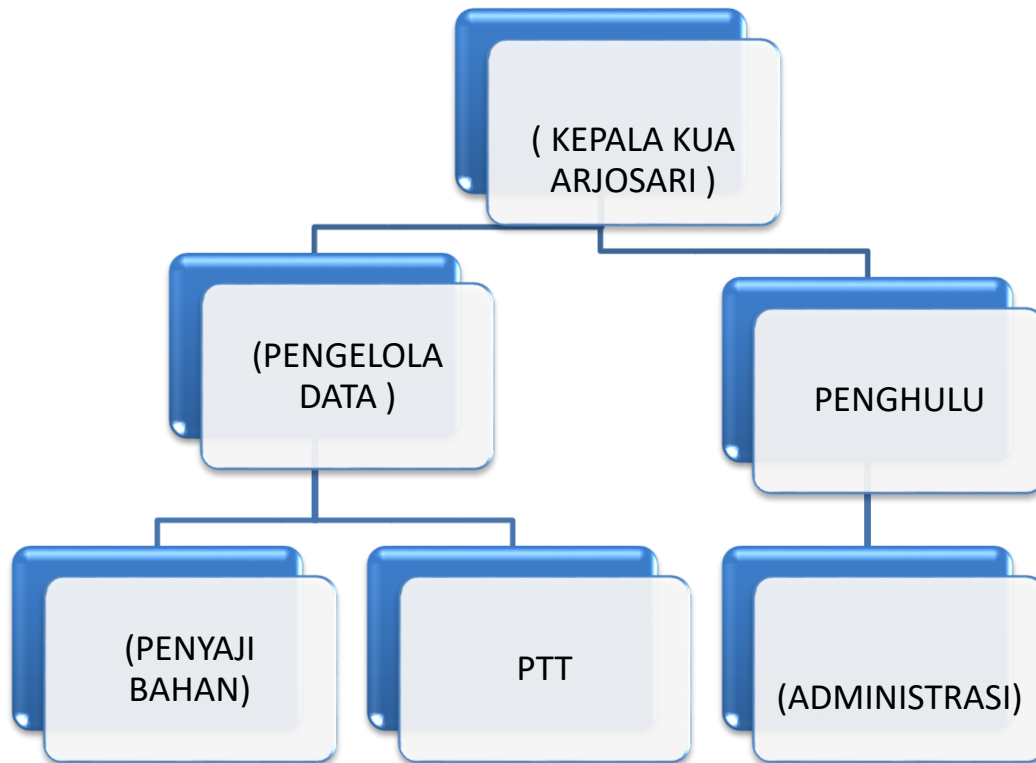 ( KEPALA KUA
ARJOSARI )
(PENGELOLA
DATA )
PENGHULU
(PENYAJI
BAHAN)
PTT
(ADMINISTRASI)